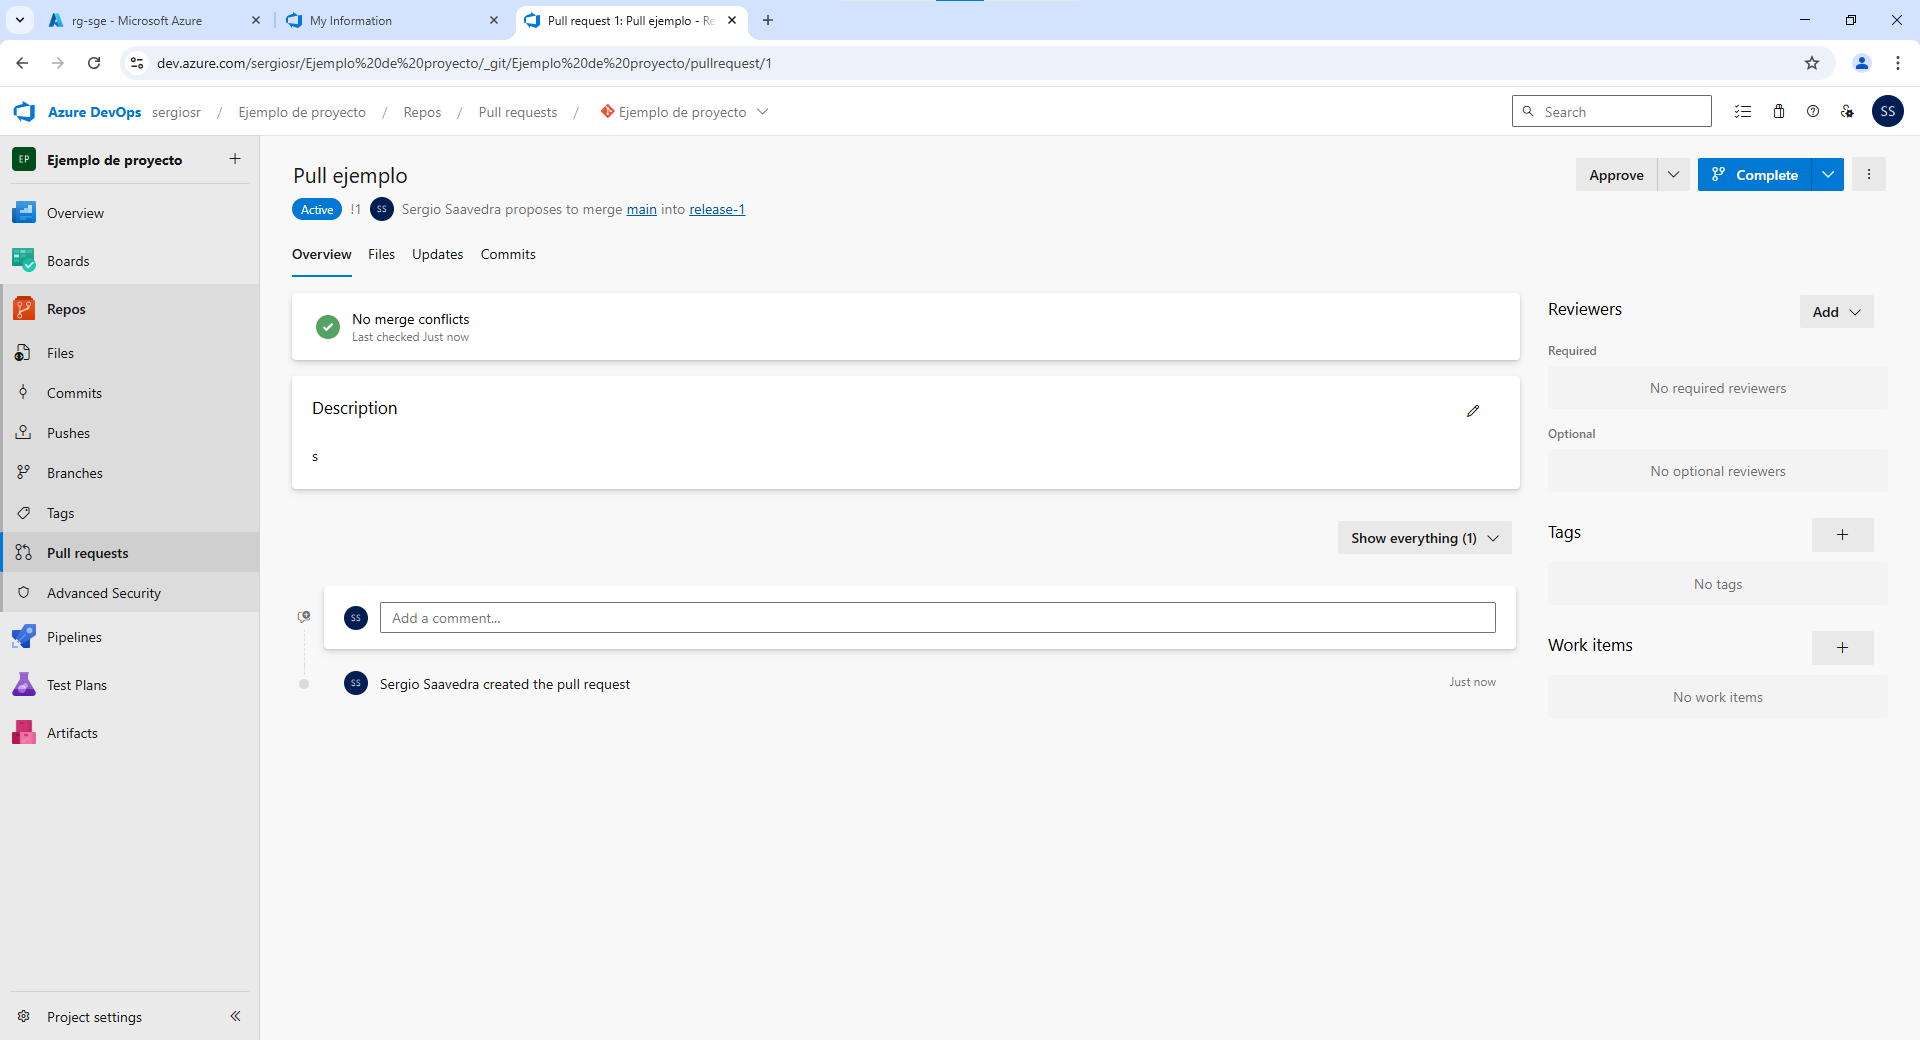 rg-sge - Microsoft Azure
My Information
Pull request 1: Pull ejemplo - Re
dev.azure.com/sergiosr/Ejemplo%20de%20proyecto/_git/Ejemplo%20de%20proyecto/pullrequest/1
Azure DevOps sergiosr / Ejemplo de proyecto / Repos / Pull requests / Ejemplo de proyecto
Search
SS
EP Ejemplo de proyecto
Overview
Boards
Repos
Files
Commits
Pushes
Branches
Tags
Pull requests
Advanced Security
Pipelines
Test Plans
Artifacts
Project settings
Pull ejemplo
Approve
Complete
Active !1 SS Sergio Saavedra proposes to merge main into release-1
Overview Files Updates Commits
No merge conflicts
Last checked Just now
Description
s
Show everything (1)
SS Add a comment...
SS Sergio Saavedra created the pull request Just now
Reviewers
Add
Required
No required reviewers
Optional
No optional reviewers
Tags
No tags
Work items
No work items